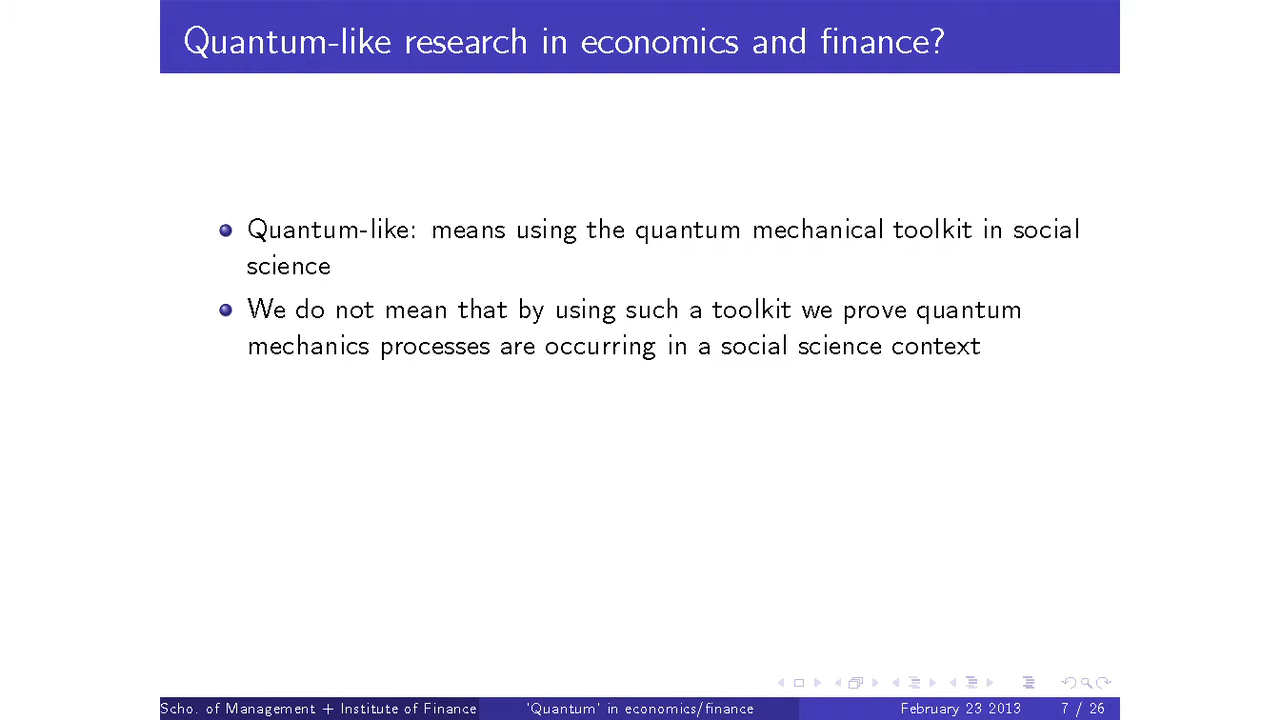 Quantum-like research in economics and finance?
Quantum-like: means using the quantum mechanical toolkit in social
science
We do not mean that by using such a toolkit we prove quantum
mechanics processes are occurring in a social science context
Scho. of Management + Institute of Finance
'Quantum' in economics/finance
February 23 2013
7 / 26